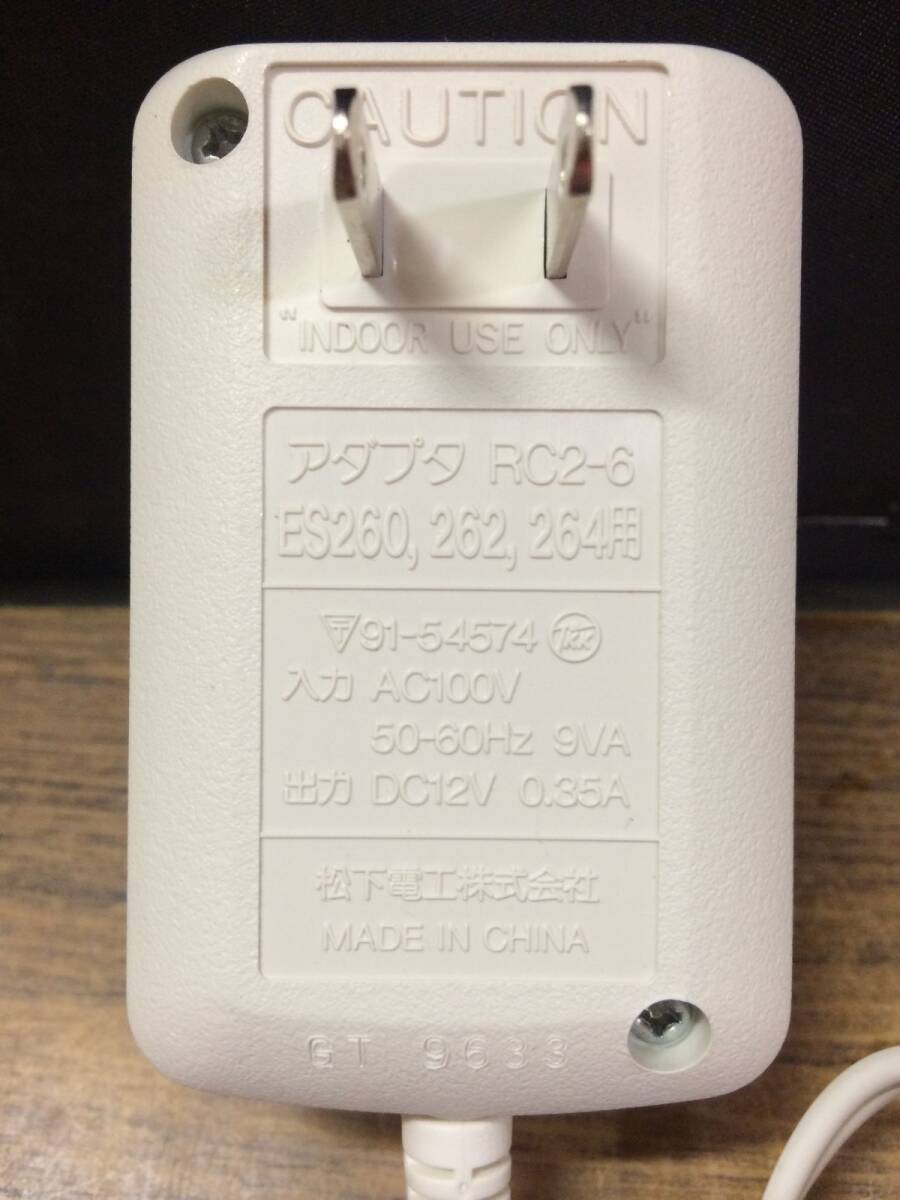 CAUTION
"INDOOR USE ONLY"
アダプタ RC2-6
ES260, 262, 264用
〒91-54574 TKK
入力 AC100V
50-60Hz 9VA
出力 DC12V 0.35A
松下電工株式会社
MADE IN CHINA
GT 9633